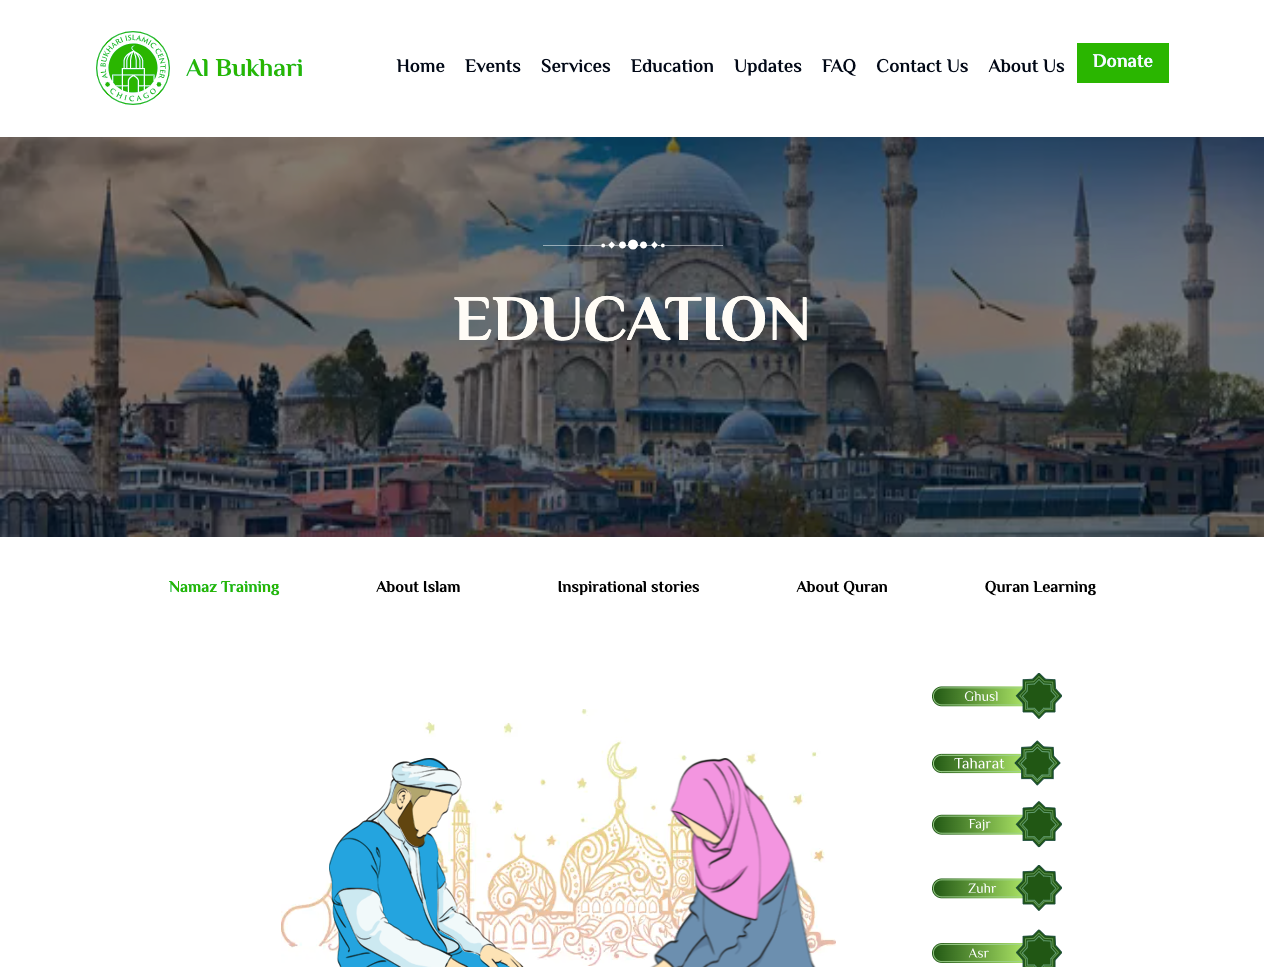 AL BUKHARI ISLAMIC CENTER
CHICAGO
Al Bukhari
Home Events Services Education Updates FAQ Contact Us About Us Donate
EDUCATION
Namaz Training About Islam Inspirational stories About Quran Quran Learning
Ghusl
Taharat
Fajr
Zuhr
Asr